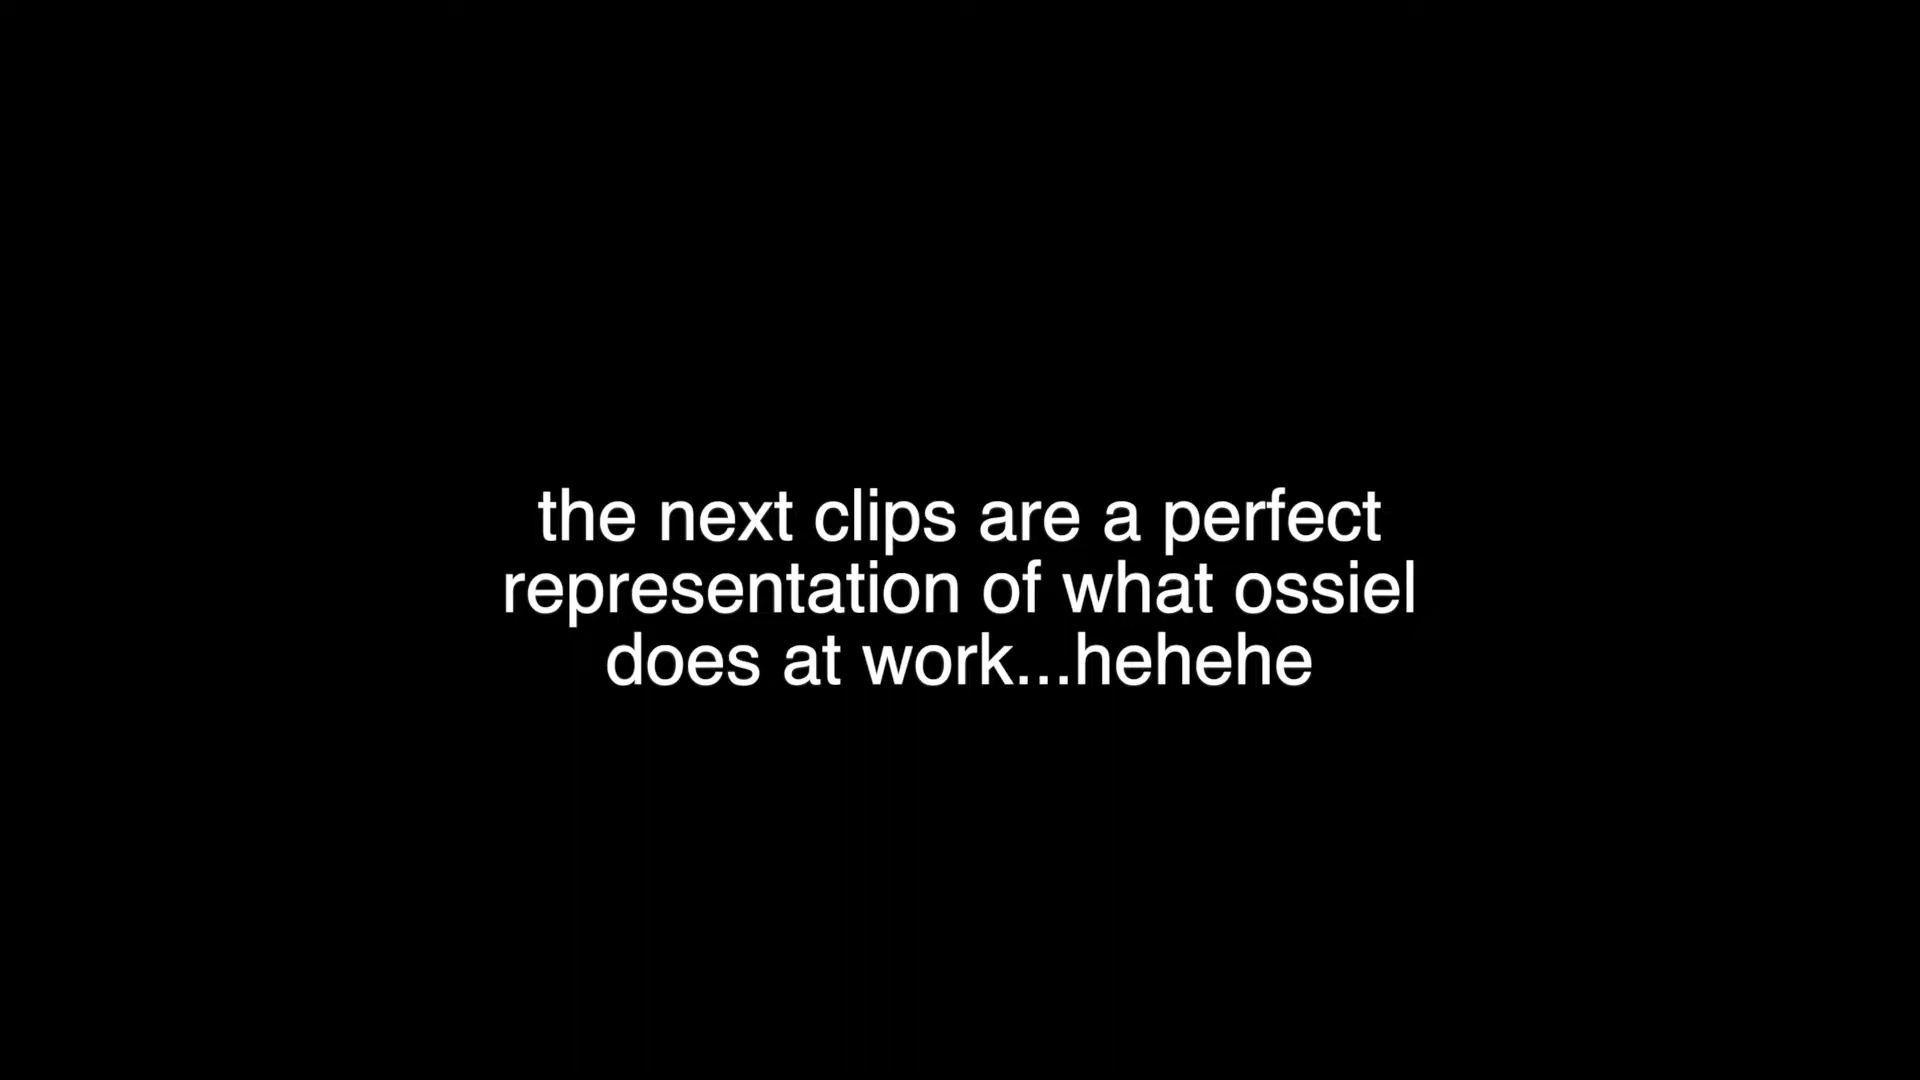 the next clips are a perfect
representation of what ossiel
does at work...hehehe